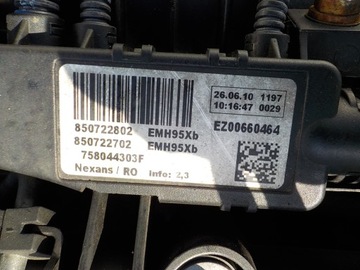 26.06.10 1197
10:16:47 0029
850722802 EMH95Xb
850722702 EMH95Xb
758044303F
EZ00660464
Nexans / RO Info: 2,3